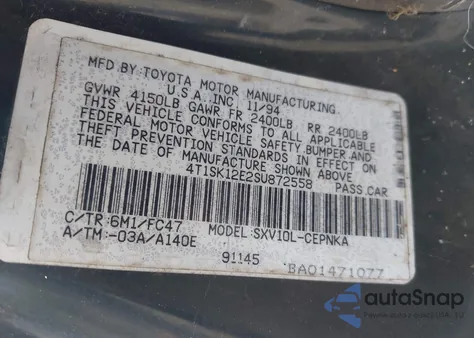 MFD BY: TOYOTA MOTOR MANUFACTURING,
U.S.A., INC. 11/94
GVWR 4150LB GAWR FR 2400LB RR 2400LB
THIS VEHICLE CONFORMS TO ALL APPLICABLE
FEDERAL MOTOR VEHICLE SAFETY, BUMPER AND
THEFT PREVENTION STANDARDS IN EFFECT ON
THE DATE OF MANUFACTURE SHOWN ABOVE
4T1SK12E2SU872558 PASS.CAR
C/TR:6M1/FC47 MODEL:SXV10L-CEPNKA
A/TM:-03A/A140E
91145 BA01471077
autoSnap